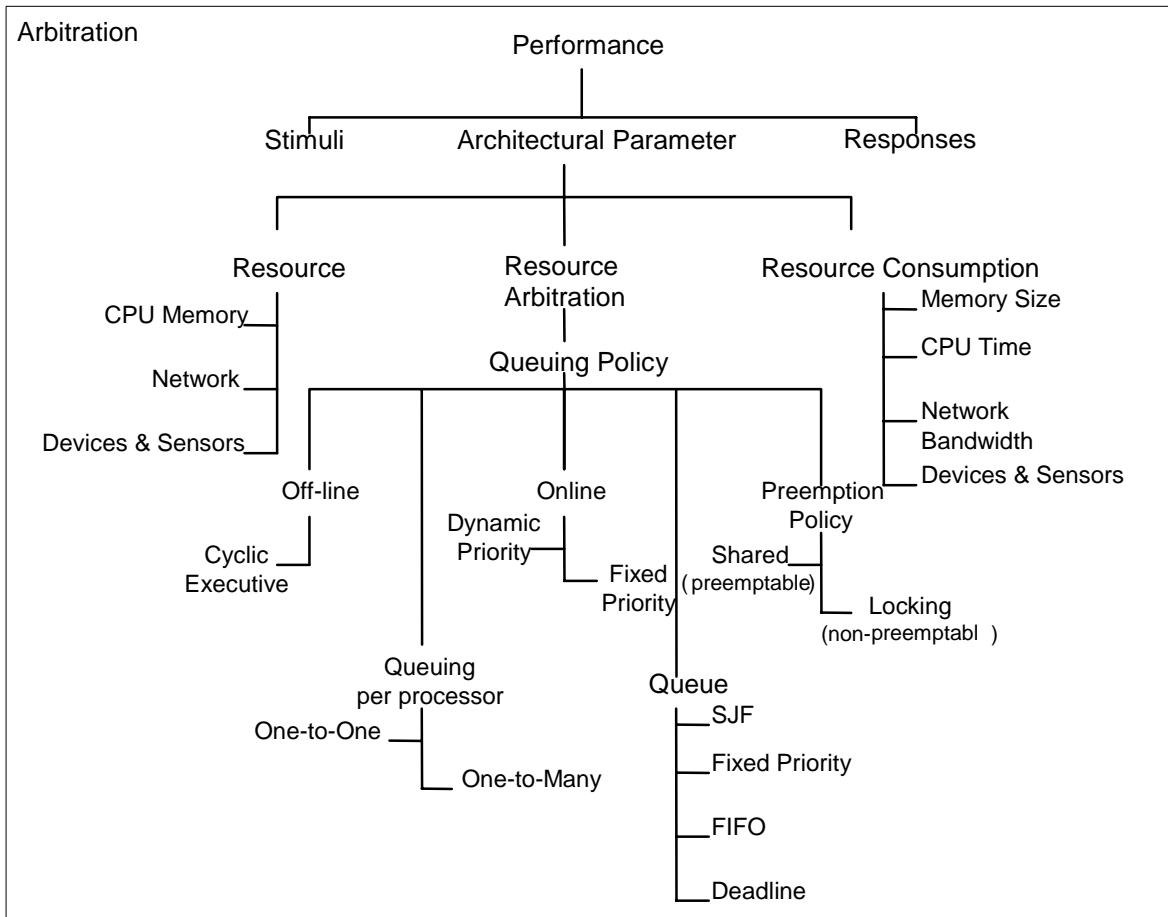 Arbitration
Performance
Stimuli
Architectural Parameter
Responses
Resource
Resource
Arbitration
Resource Consumption
CPU Memory
Network
Devices & Sensors
Memory Size
CPU Time
Network
Bandwidth
Devices & Sensors
Queuing Policy
Off-line
Cyclic
Executive
Online
Dynamic
Priority
Fixed
Priority
Preemption
Policy
Shared
( preemptable)
Locking
(non-preemptabl )
Queuing
per processor
One-to-One
One-to-Many
Queue
SJF
Fixed Priority
FIFO
Deadline